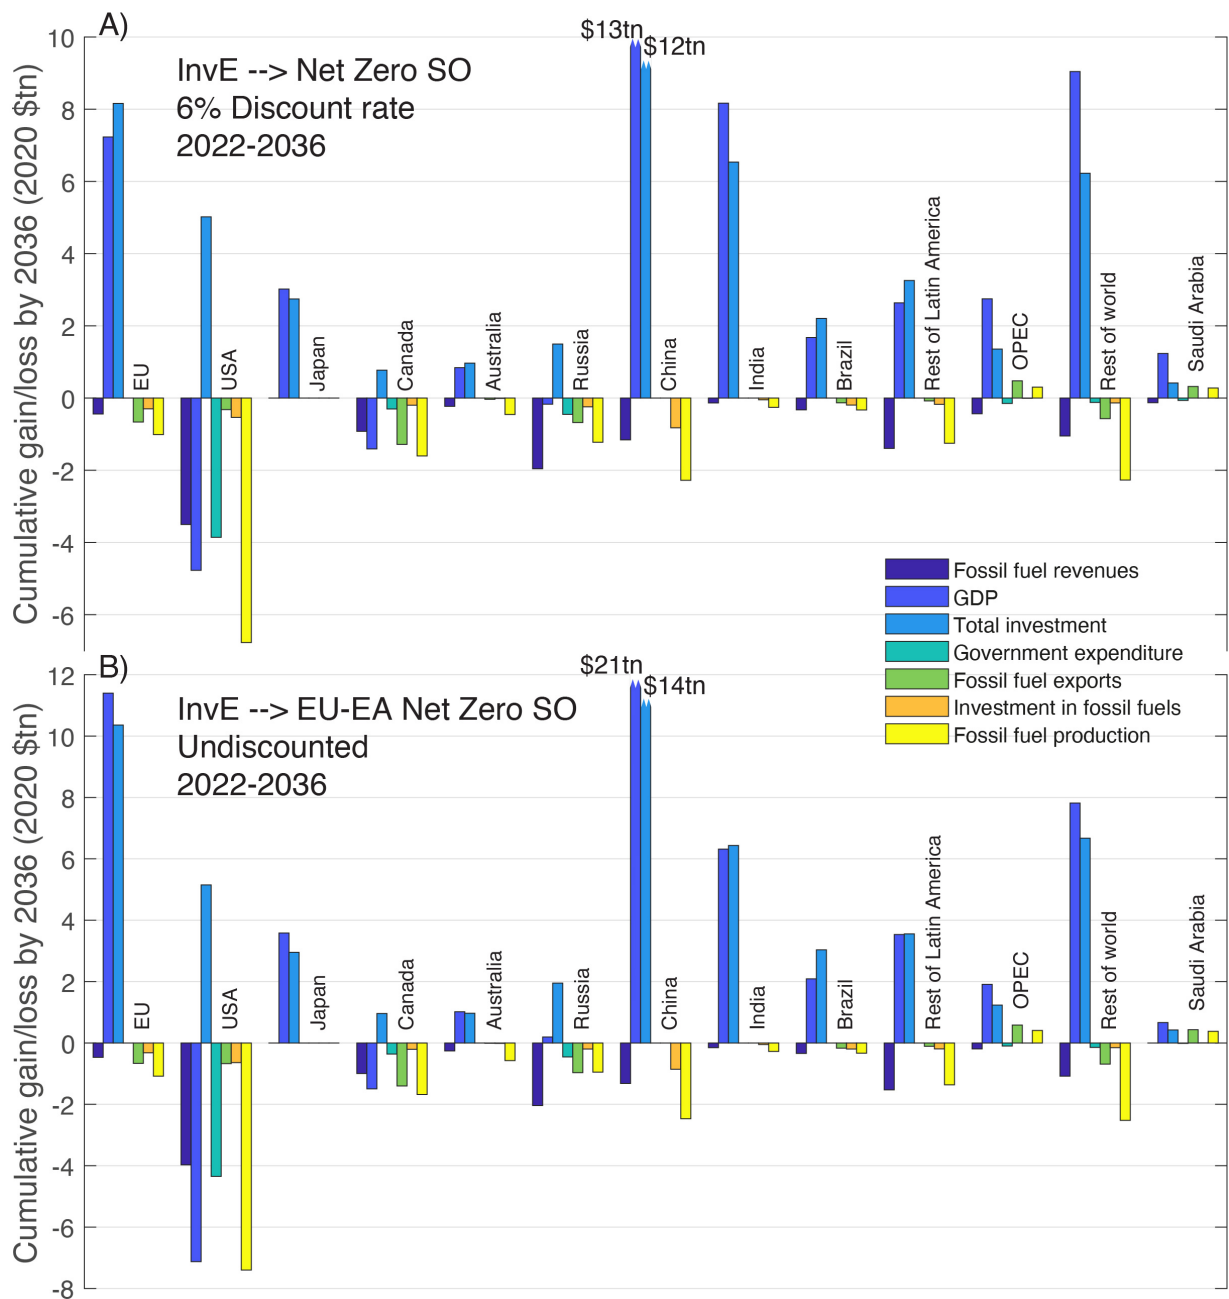 A)
$13tn
$12tn
InvE --> Net Zero SO
6% Discount rate
2022-2036
Cumulative gain/loss by 2036 (2020 $tn)
10
8
6
4
2
0
-2
-4
-6
EU
USA
Japan
Canada
Australia
Russia
China
India
Brazil
Rest of Latin America
OPEC
Rest of world
Saudi Arabia
Fossil fuel revenues
GDP
Total investment
Government expenditure
Fossil fuel exports
Investment in fossil fuels
Fossil fuel production
B)
$21tn
$14tn
InvE --> EU-EA Net Zero SO
Undiscounted
2022-2036
Cumulative gain/loss by 2036 (2020 $tn)
12
10
8
6
4
2
0
-2
-4
-6
-8
EU
USA
Japan
Canada
Australia
Russia
China
India
Brazil
Rest of Latin America
OPEC
Rest of world
Saudi Arabia